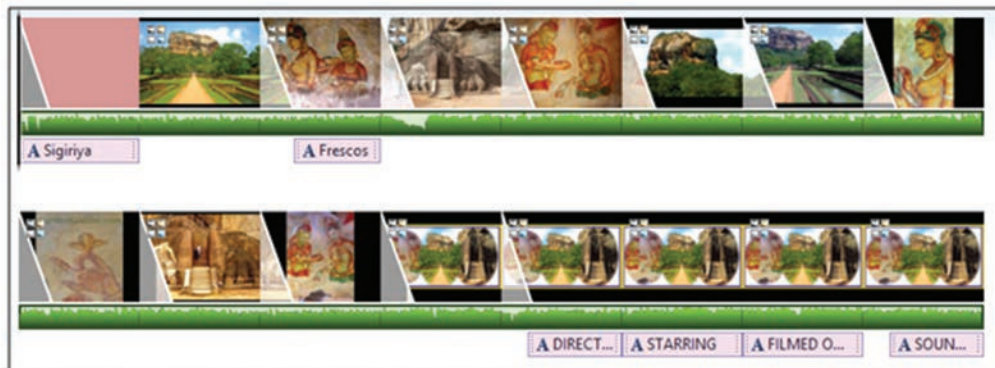 A Sigiriya
A Frescos
A DIRECT...
A STARRING
A FILMED O...
A SOUN...